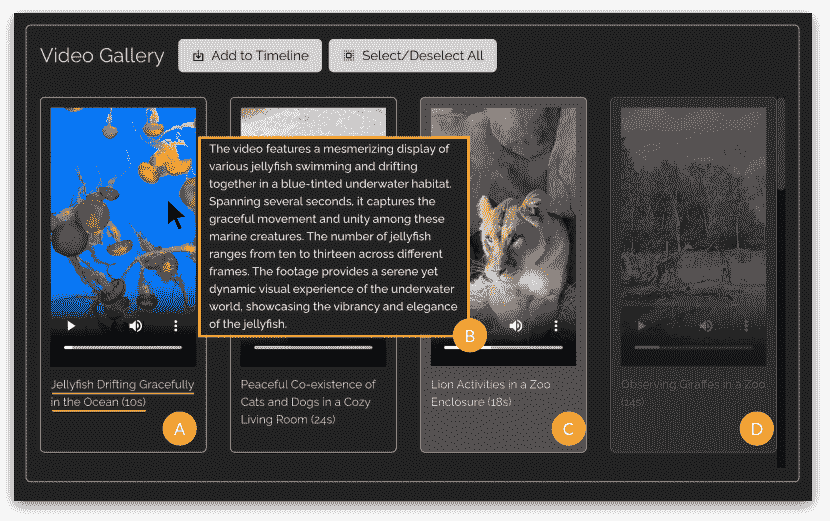 Video Gallery
Add to Timeline
Select/Deselect All
The video features a mesmerizing display of
various jellyfish swimming and drifting
together in a blue-tinted underwater habitat.
Spanning several seconds, it captures the
graceful movement and unity among these
marine creatures. The number of jellyfish
ranges from ten to thirteen across different
frames. The footage provides a serene yet
dynamic visual experience of the underwater
world, showcasing the vibrancy and elegance
of the jellyfish.
B
Jellyfish Drifting Gracefully
in the Ocean (10s)
A
Peaceful Co-existence of
Cats and Dogs in a Cozy
Living Room (24s)
Lion Activities in a Zoo
Enclosure (18s)
C
Observing Giraffes in a Zoo
(14s)
D